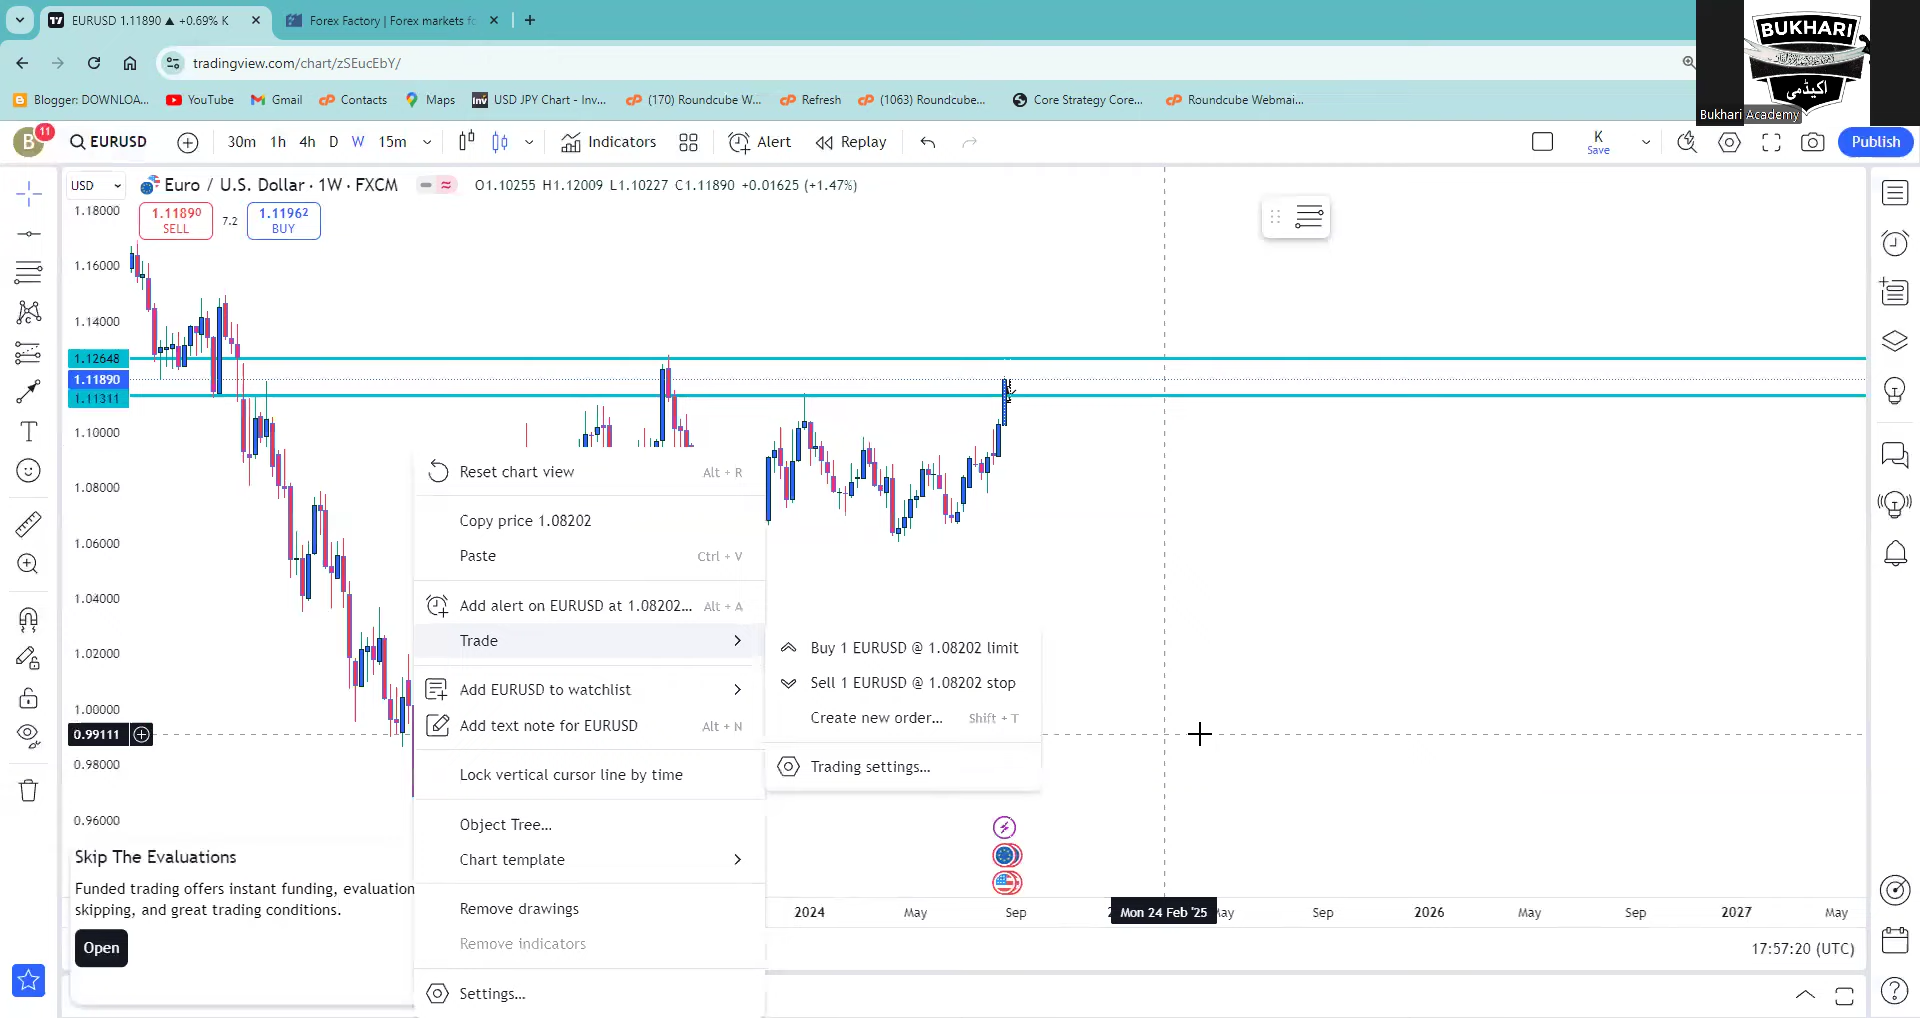 EURUSD 1.11890 ▲ +0.69% K
Forex Factory | Forex markets fo
tradingview.com/chart/zSEucEbY/
Blogger: DOWNLOA...
YouTube
Gmail
Contacts
Maps
USD JPY Chart - Inv...
(170) Roundcube W...
Refresh
(1063) Roundcube...
Core Strategy Core...
Roundcube Webmai...
BUKHARI
اکیڈمی
Bukhari Academy
B
11
EURUSD
30m
1h
4h
D
W
15m
Indicators
Alert
Replay
K
Save
Publish
USD
Euro / U.S. Dollar · 1W · FXCM
O1.10255 H1.12009 L1.10227 C1.11890 +0.01625 (+1.47%)
1.11890
SELL
7.2
1.11962
BUY
1.18000
1.16000
1.14000
1.12648
1.11890
1.11311
1.10000
1.08000
1.06000
1.04000
1.02000
1.00000
0.99111
0.98000
0.96000
Reset chart view Alt + R
Copy price 1.08202
Paste Ctrl + V
Add alert on EURUSD at 1.08202... Alt + A
Trade
Add EURUSD to watchlist
Add text note for EURUSD Alt + N
Lock vertical cursor line by time
Object Tree...
Chart template
Remove drawings
Remove indicators
Settings...
Buy 1 EURUSD @ 1.08202 limit
Sell 1 EURUSD @ 1.08202 stop
Create new order... Shift + T
Trading settings...
Skip The Evaluations
Funded trading offers instant funding, evaluation
skipping, and great trading conditions.
Open
2024
May
Sep
Mon 24 Feb '25
ay
Sep
2026
May
Sep
2027
May
17:57:20 (UTC)